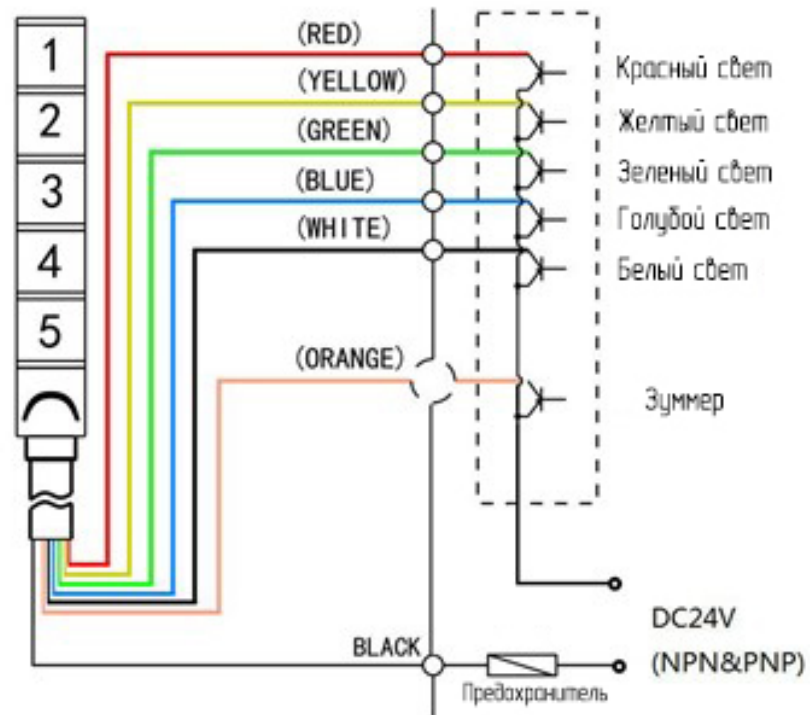 1
2
3
4
5
(RED)
(YELLOW)
(GREEN)
(BLUE)
(WHITE)
(ORANGE)
BLACK
Красный свет
Желтый свет
Зеленый свет
Голубой свет
Белый свет
Зуммер
DC24V
(NPN&PNP)
Предохранитель